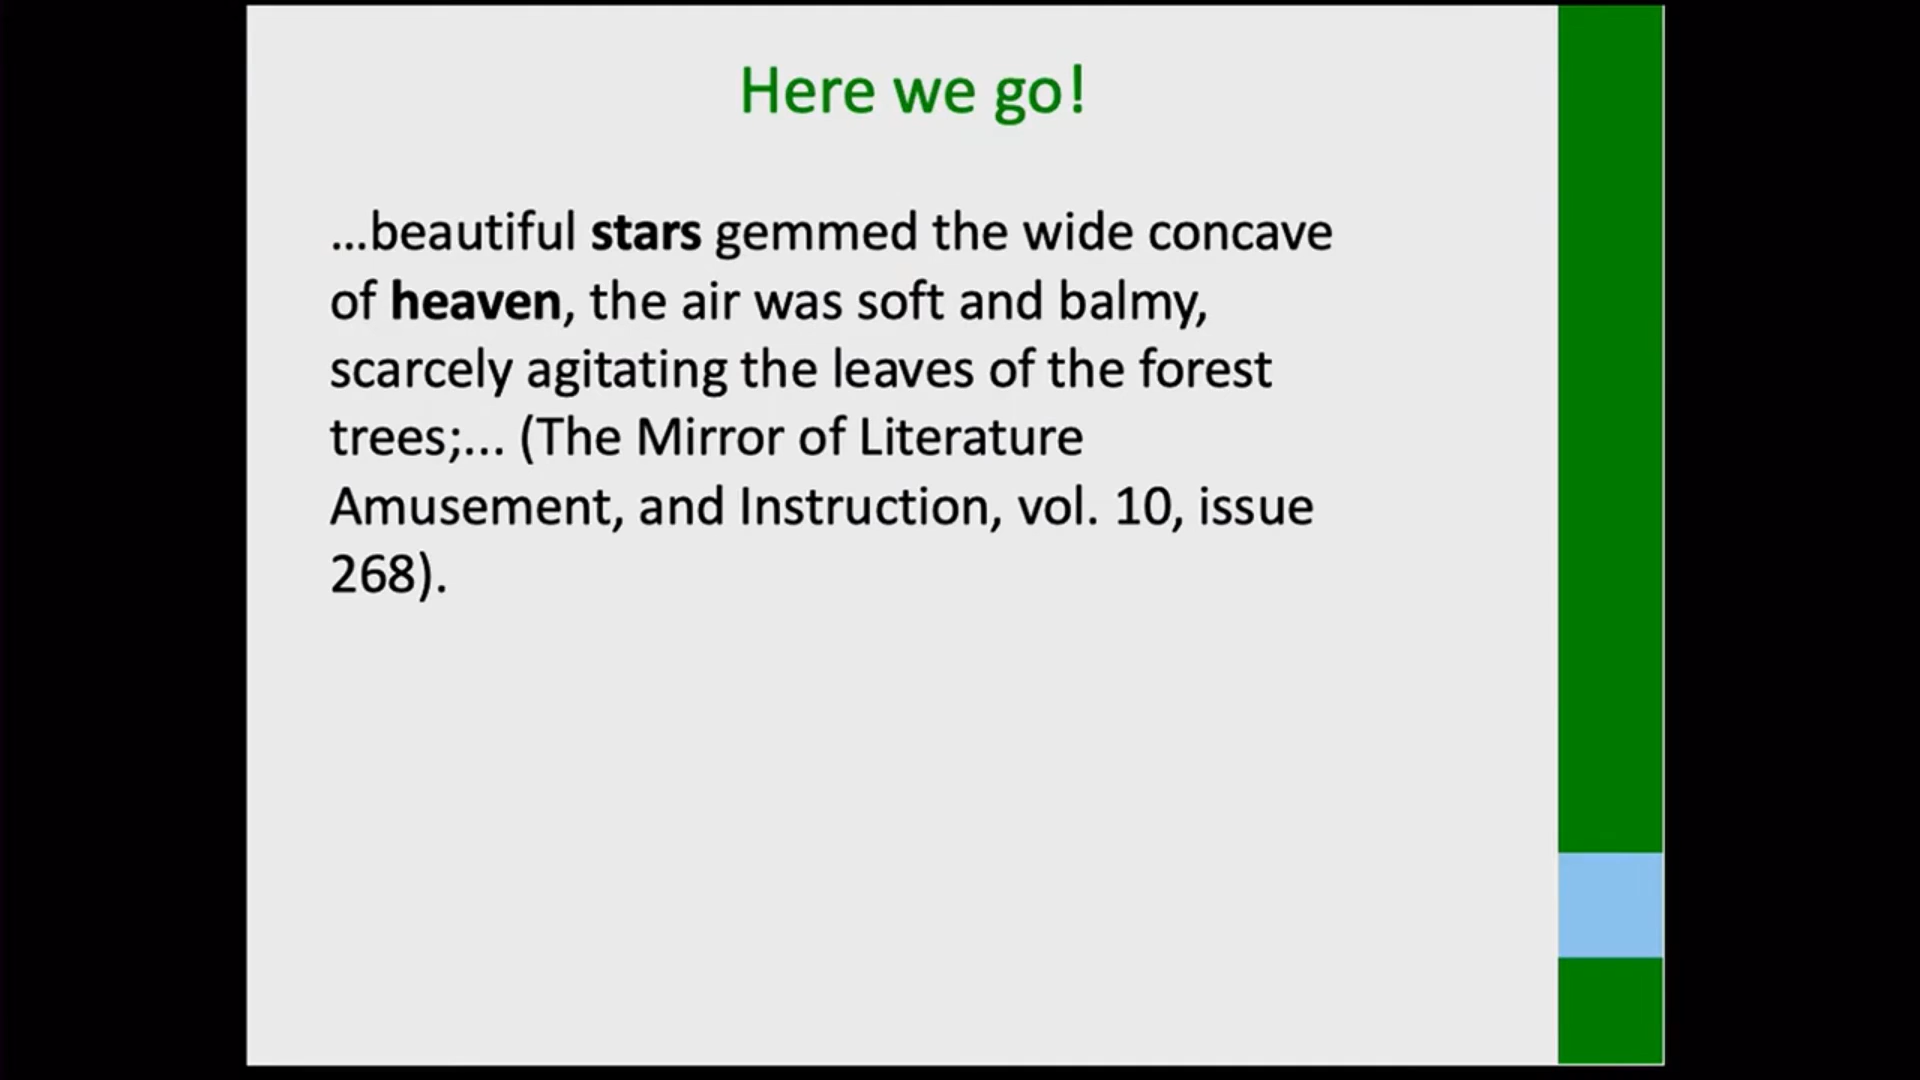 Here we go!
...beautiful stars gemmed the wide concave
of heaven, the air was soft and balmy,
scarcely agitating the leaves of the forest
trees;... (The Mirror of Literature
Amusement, and Instruction, vol. 10, issue
268).